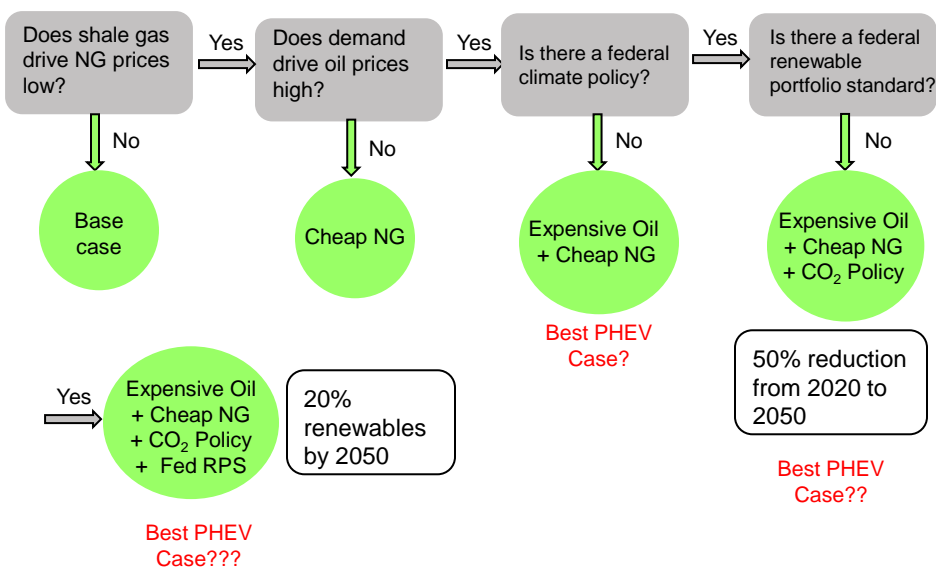 Does shale gas
drive NG prices
low?
Yes
Does demand
drive oil prices
high?
Yes
Is there a federal
climate policy?
Yes
Is there a federal
renewable
portfolio standard?
No
No
No
No
Base
case
Cheap NG
Expensive Oil
+ Cheap NG
Expensive Oil
+ Cheap NG
+ CO₂ Policy
Best PHEV
Case?
50% reduction
from 2020 to
2050
Best PHEV
Case??
Yes
Expensive Oil
+ Cheap NG
+ CO₂ Policy
+ Fed RPS
20%
renewables
by 2050
Best PHEV
Case???